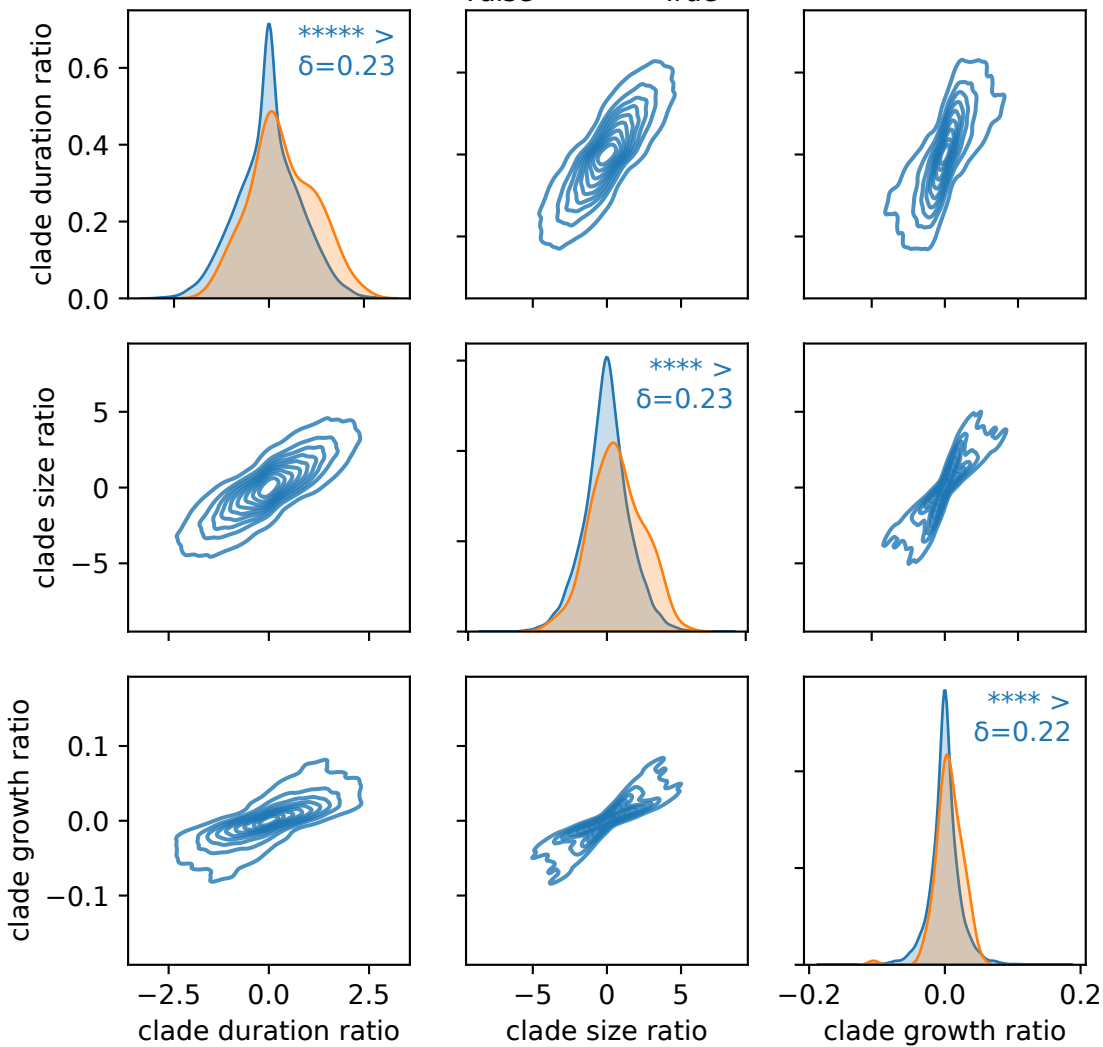 ***** >
δ=0.23
clade duration ratio
0.6
0.4
0.2
0.0
**** >
δ=0.23
clade size ratio
5
0
−5
**** >
δ=0.22
clade growth ratio
0.1
0.0
−0.1
−2.5 0.0 2.5
−5 0 5
−0.2 0.0 0.2
clade duration ratio
clade size ratio
clade growth ratio